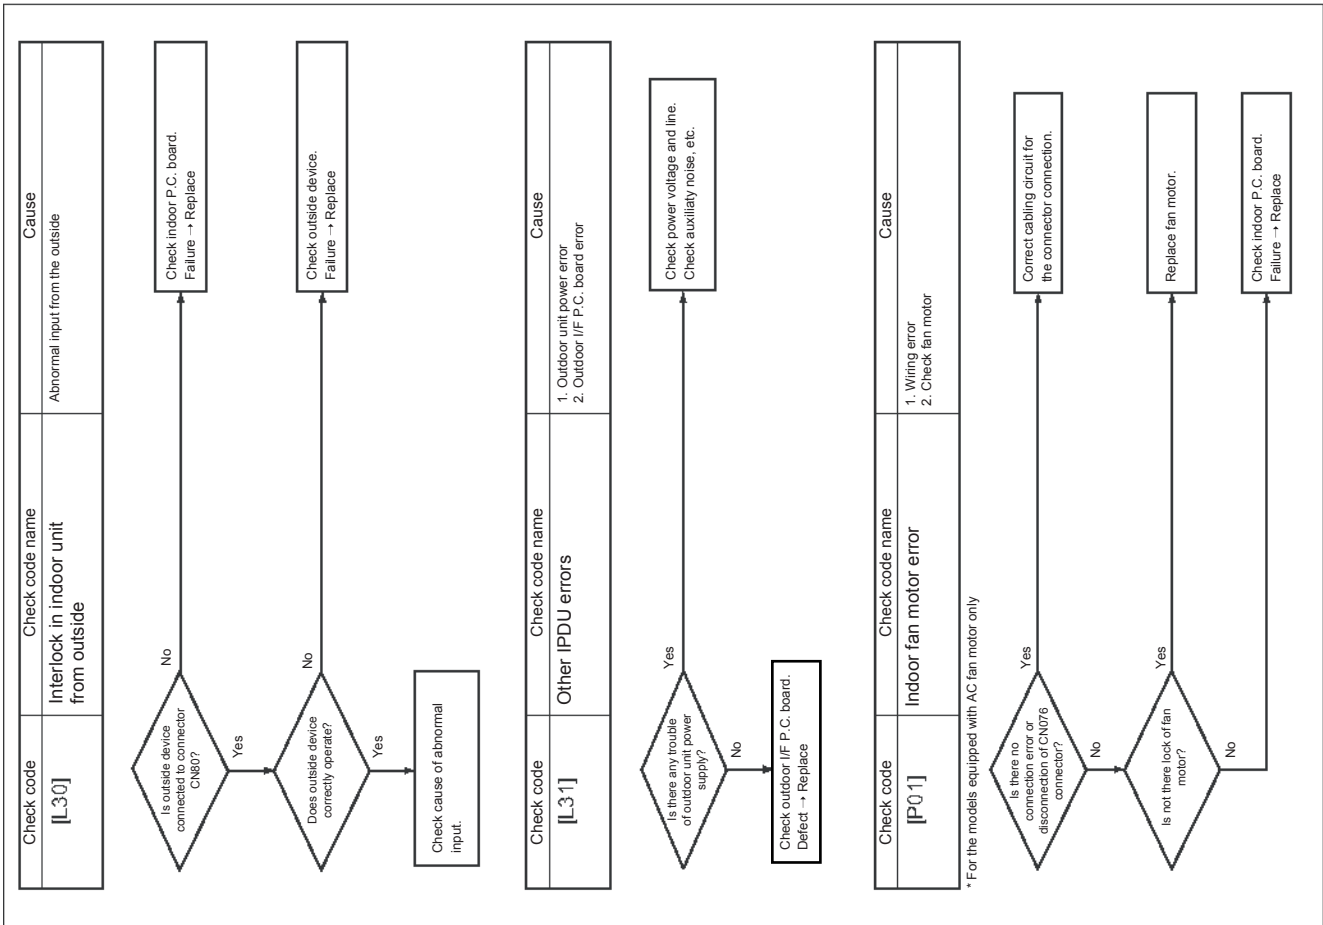 Check code
Check code name
Cause
[L30]
Interlock in indoor unit
from outside
Abnormal input from the outside
Is outside device
connected to connector
CN80?
No
Check indoor P.C. board.
Failure → Replace
Yes
Does outside device
correctly operate?
No
Check outside device.
Failure → Replace
Yes
Check cause of abnormal
input.
Check code
Check code name
Cause
[L31]
Other IPDU errors
1. Outdoor unit power error
2. Outdoor I/F P.C. board error
Is there any trouble
of outdoor unit power
supply?
Yes
Check power voltage and line.
Check auxiliaty noise, etc.
No
Check outdoor I/F P.C. board.
Defect → Replace
Check code
Check code name
Cause
[P01]
Indoor fan motor error
1. Wiring error
2. Check fan motor
* For the models equipped with AC fan motor only
Is there no
connection error or
disconnection of CN076
connector?
Yes
Correct cabling circuit for
the connector connection.
No
Is not there lock of fan
motor?
Yes
Replace fan motor.
No
Check indoor P.C. board.
Failure → Replace